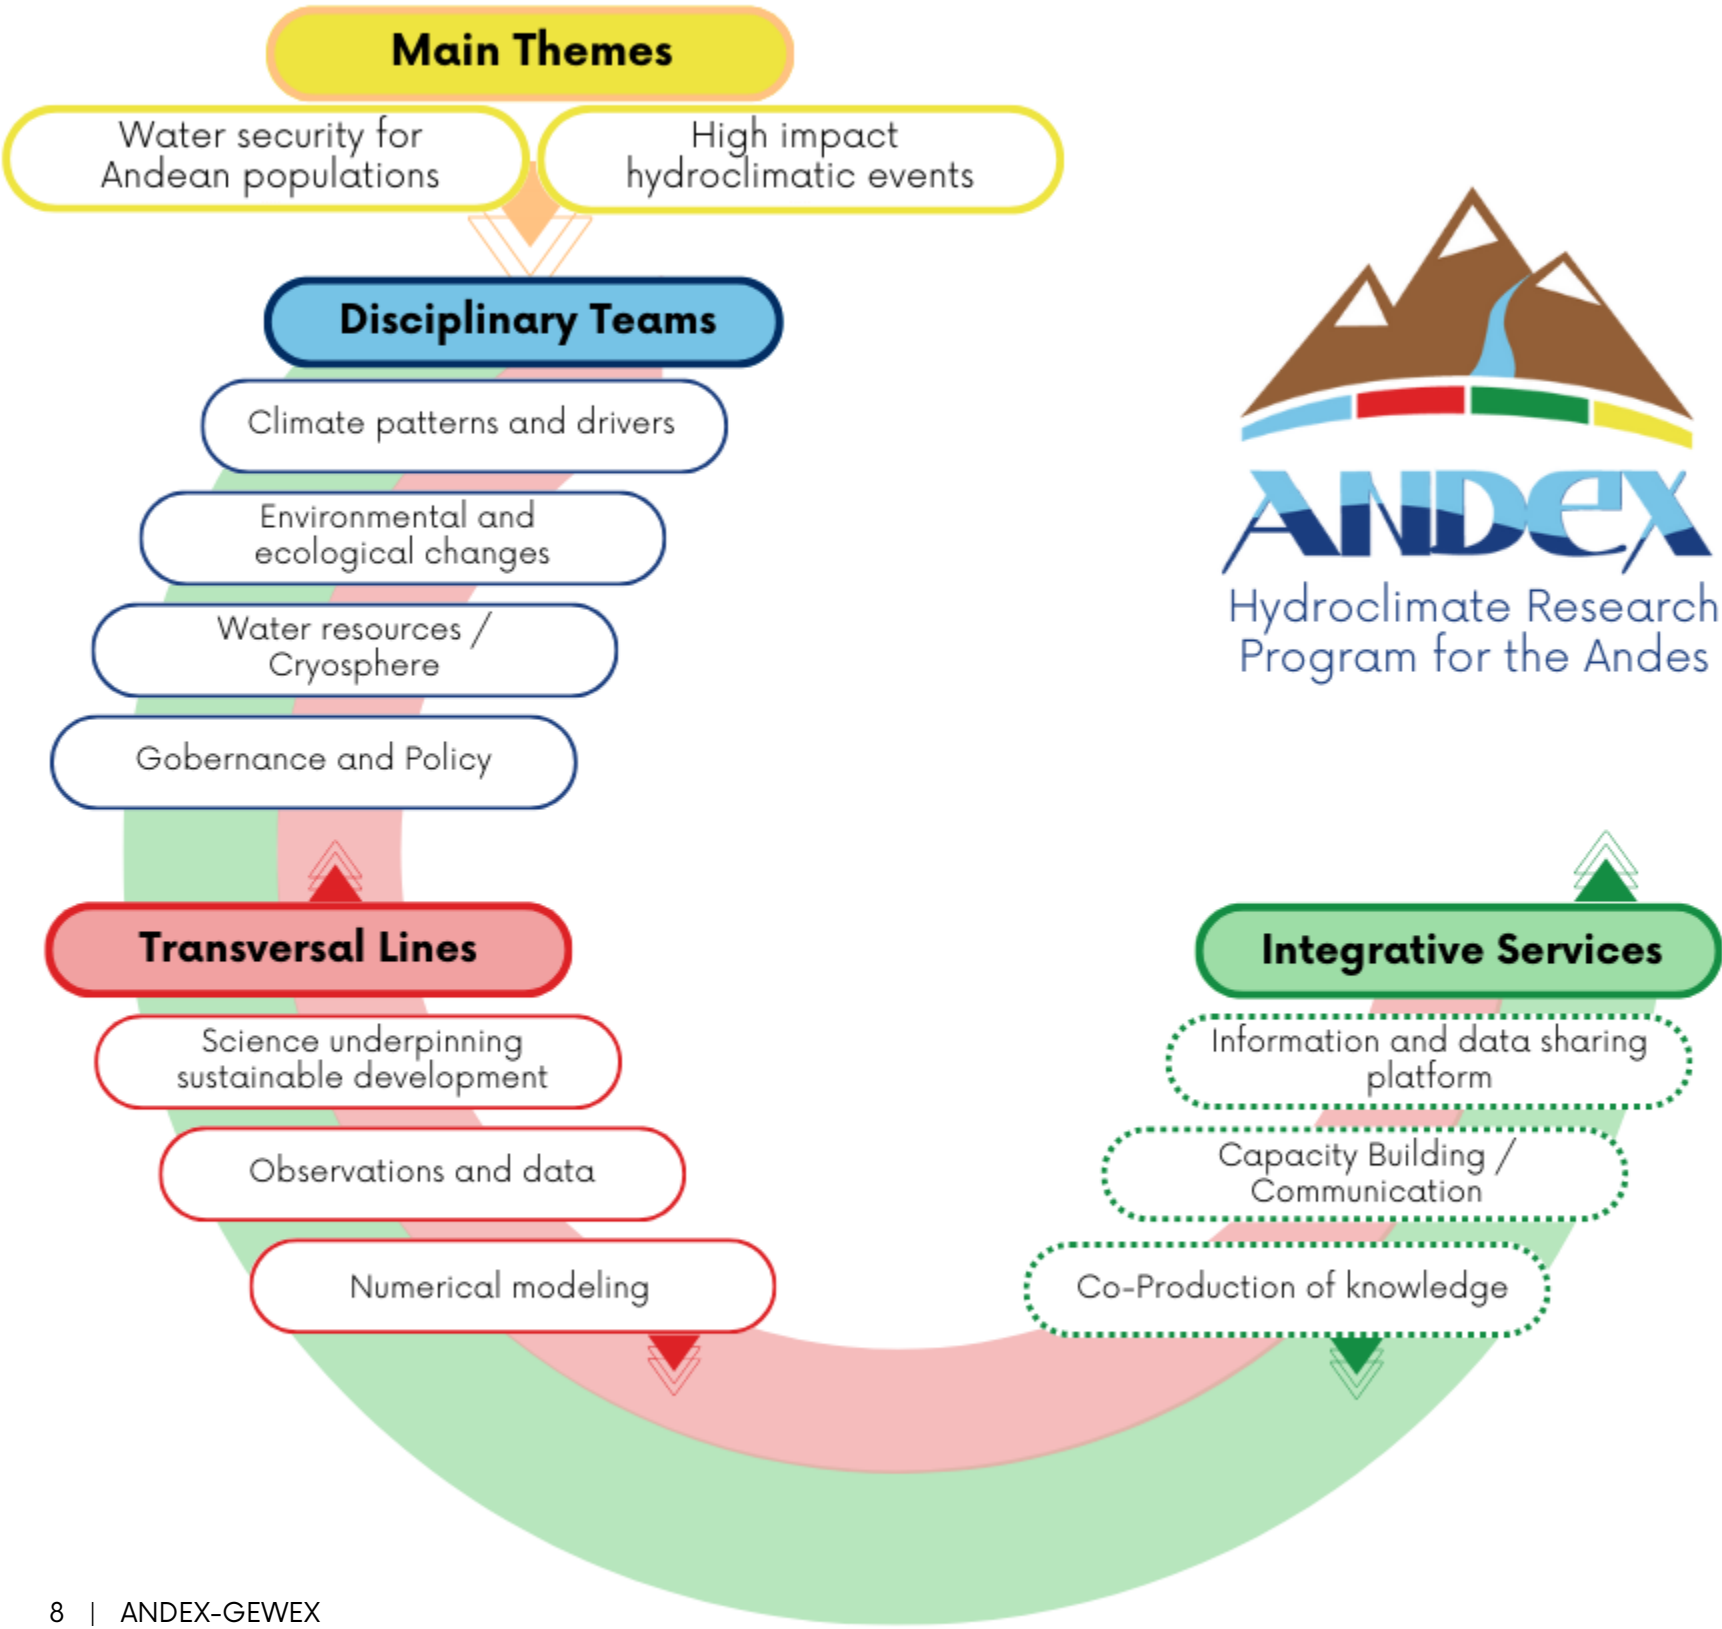 Main Themes
Water security for
Andean populations
High impact
hydroclimatic events
Disciplinary Teams
Climate patterns and drivers
Environmental and
ecological changes
Water resources /
Cryosphere
Gobernance and Policy
ANDEX
Hydroclimate Research
Program for the Andes
Transversal Lines
Science underpinning
sustainable development
Observations and data
Numerical modeling
Integrative Services
Information and data sharing
platform
Capacity Building /
Communication
Co-Production of knowledge
8 | ANDEX-GEWEX